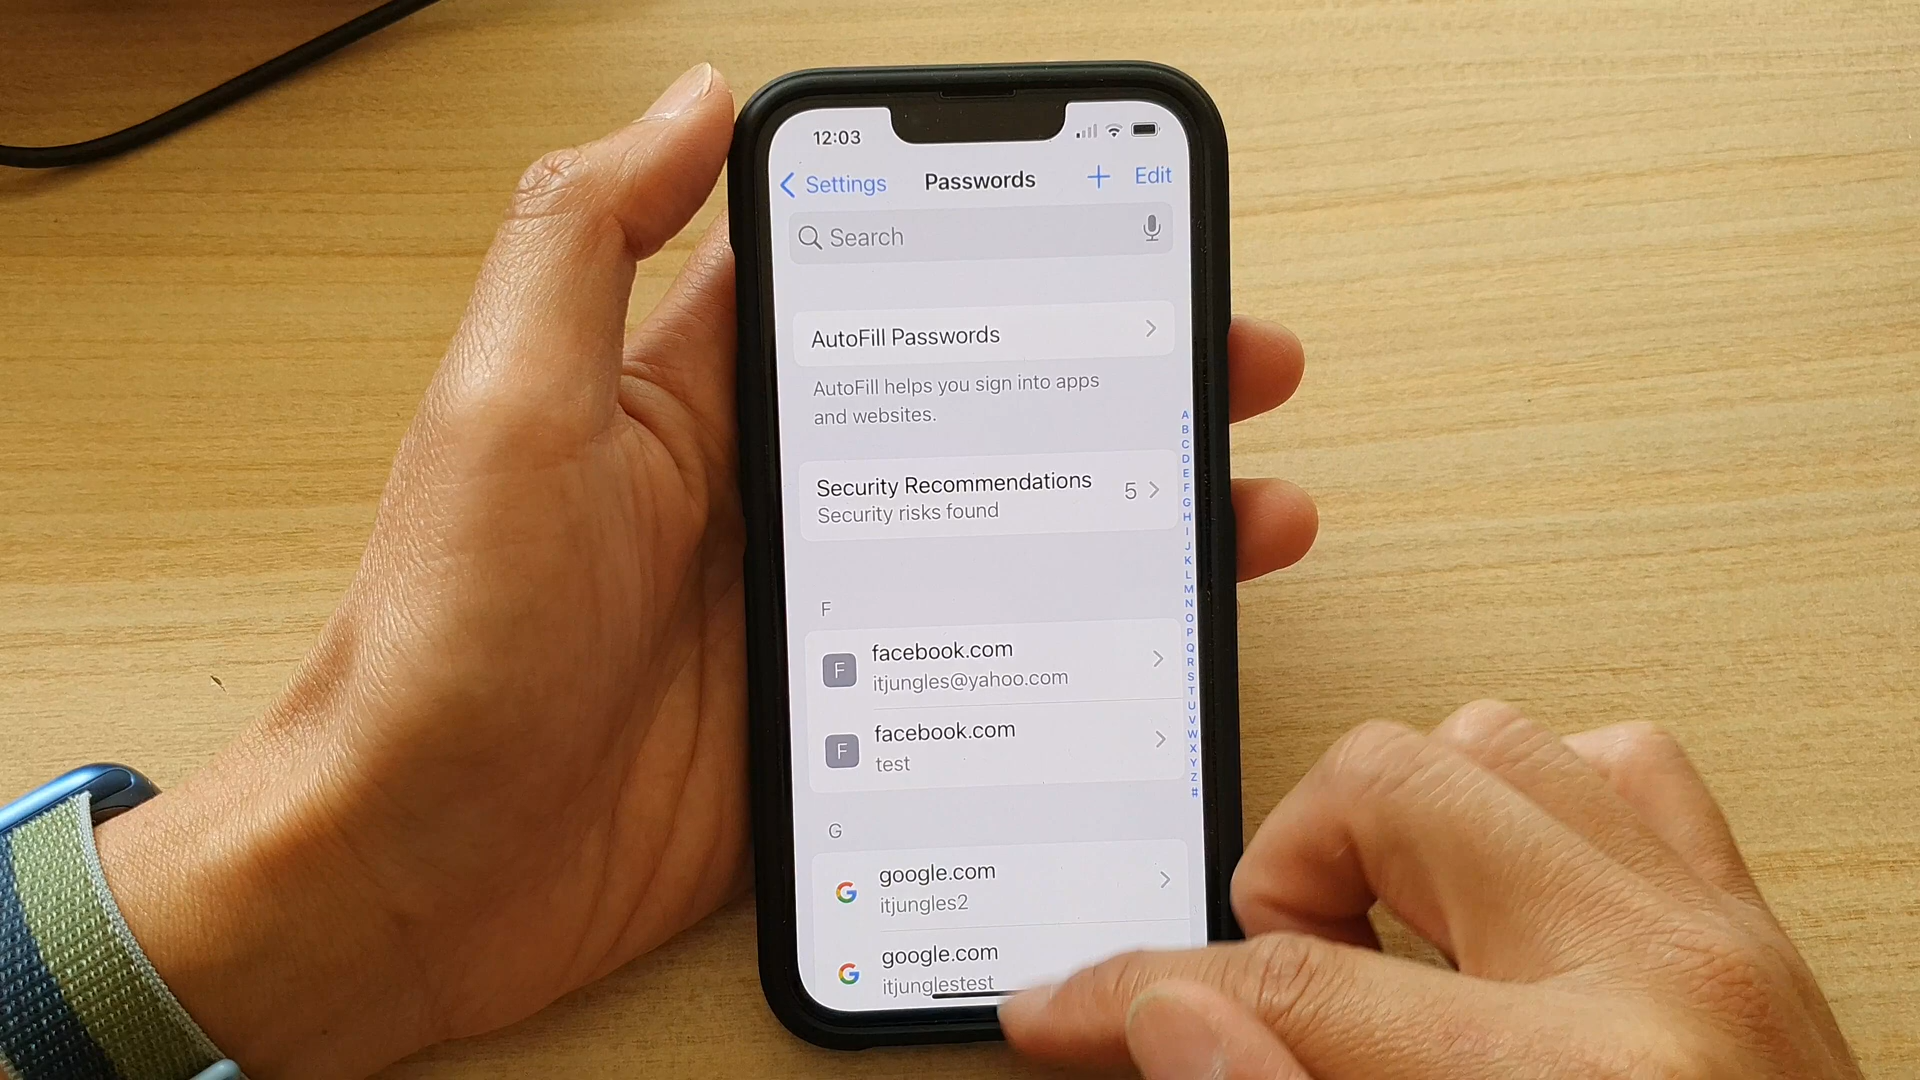 12:03
Settings Passwords + Edit
Search
AutoFill Passwords
AutoFill helps you sign into apps
and websites.
Security Recommendations 5
Security risks found
F
F facebook.com
itjungles@yahoo.com
F facebook.com
test
G
G google.com
itjungles2
G google.com
itjunglestest
A
B
C
D
E
F
G
H
I
J
K
L
M
N
O
P
Q
R
S
T
U
V
W
X
Y
Z
#